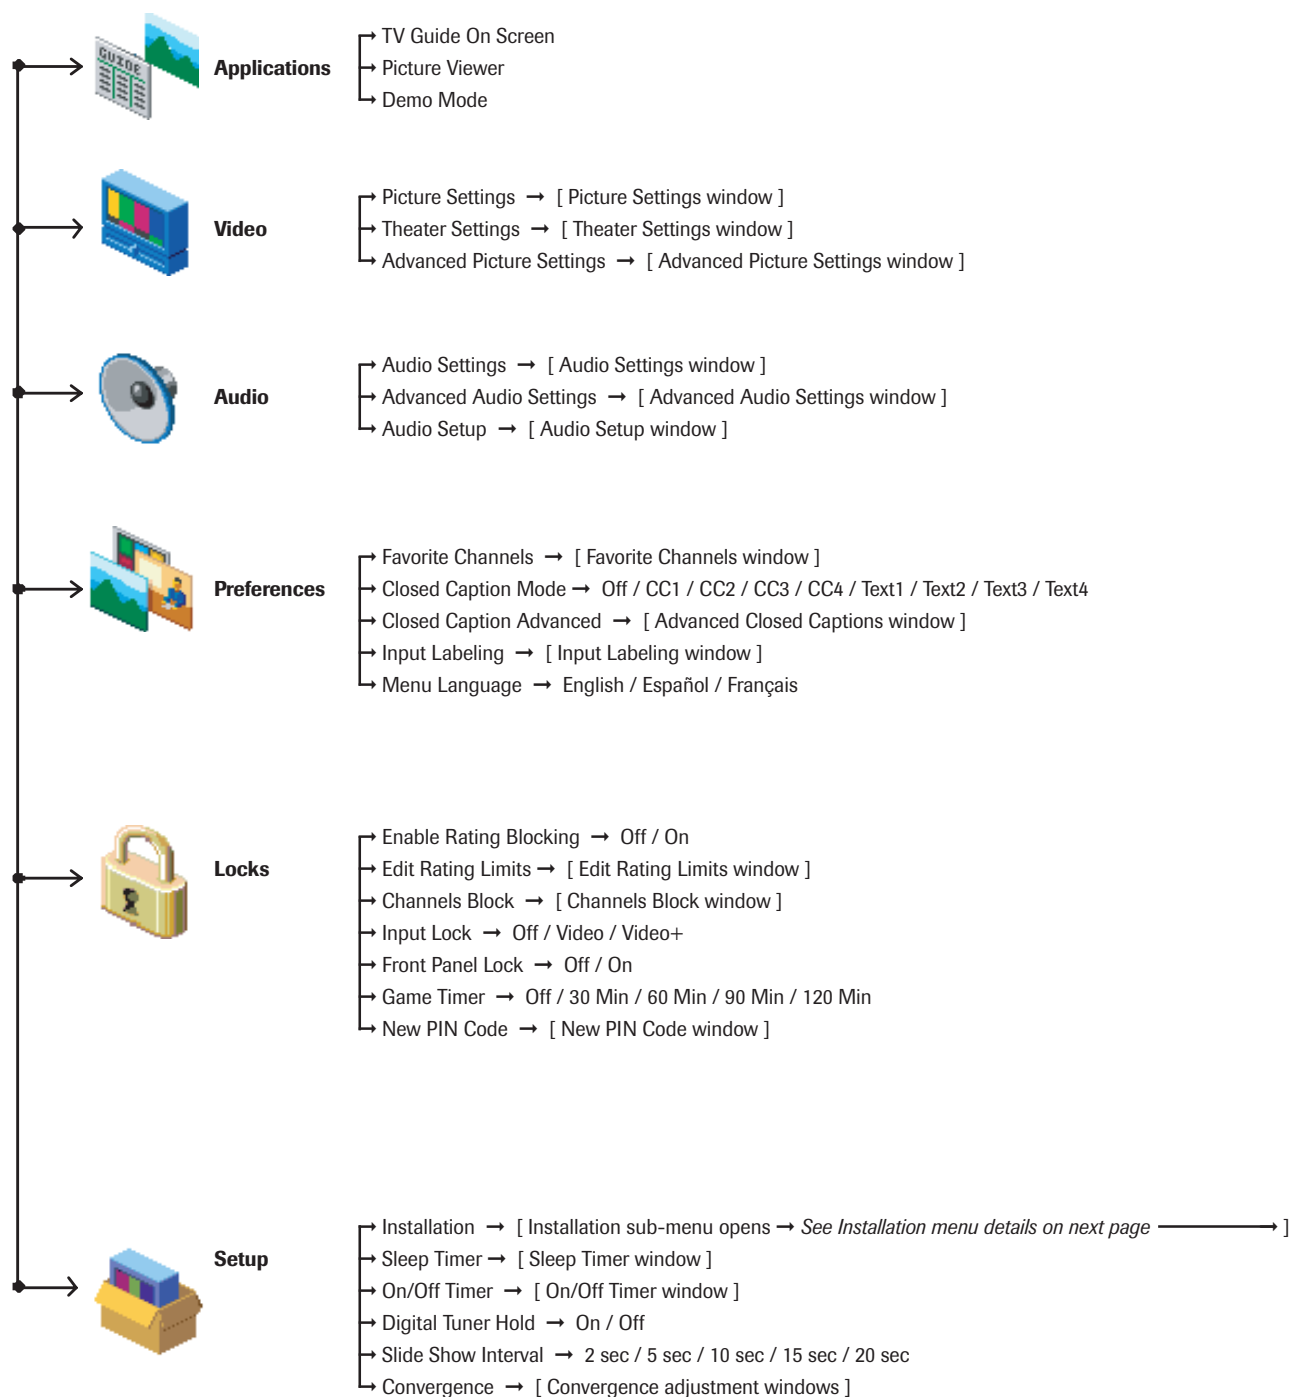 GUIDE
Applications
→ TV Guide On Screen
→ Picture Viewer
→ Demo Mode
Video
→ Picture Settings → [ Picture Settings window ]
→ Theater Settings → [ Theater Settings window ]
→ Advanced Picture Settings → [ Advanced Picture Settings window ]
Audio
→ Audio Settings → [ Audio Settings window ]
→ Advanced Audio Settings → [ Advanced Audio Settings window ]
→ Audio Setup → [ Audio Setup window ]
Preferences
→ Favorite Channels → [ Favorite Channels window ]
→ Closed Caption Mode → Off / CC1 / CC2 / CC3 / CC4 / Text1 / Text2 / Text3 / Text4
→ Closed Caption Advanced → [ Advanced Closed Captions window ]
→ Input Labeling → [ Input Labeling window ]
→ Menu Language → English / Español / Français
Locks
→ Enable Rating Blocking → Off / On
→ Edit Rating Limits → [ Edit Rating Limits window ]
→ Channels Block → [ Channels Block window ]
→ Input Lock → Off / Video / Video+
→ Front Panel Lock → Off / On
→ Game Timer → Off / 30 Min / 60 Min / 90 Min / 120 Min
→ New PIN Code → [ New PIN Code window ]
Setup
→ Installation → [ Installation sub-menu opens → See Installation menu details on next page → ]
→ Sleep Timer → [ Sleep Timer window ]
→ On/Off Timer → [ On/Off Timer window ]
→ Digital Tuner Hold → On / Off
→ Slide Show Interval → 2 sec / 5 sec / 10 sec / 15 sec / 20 sec
→ Convergence → [ Convergence adjustment windows ]